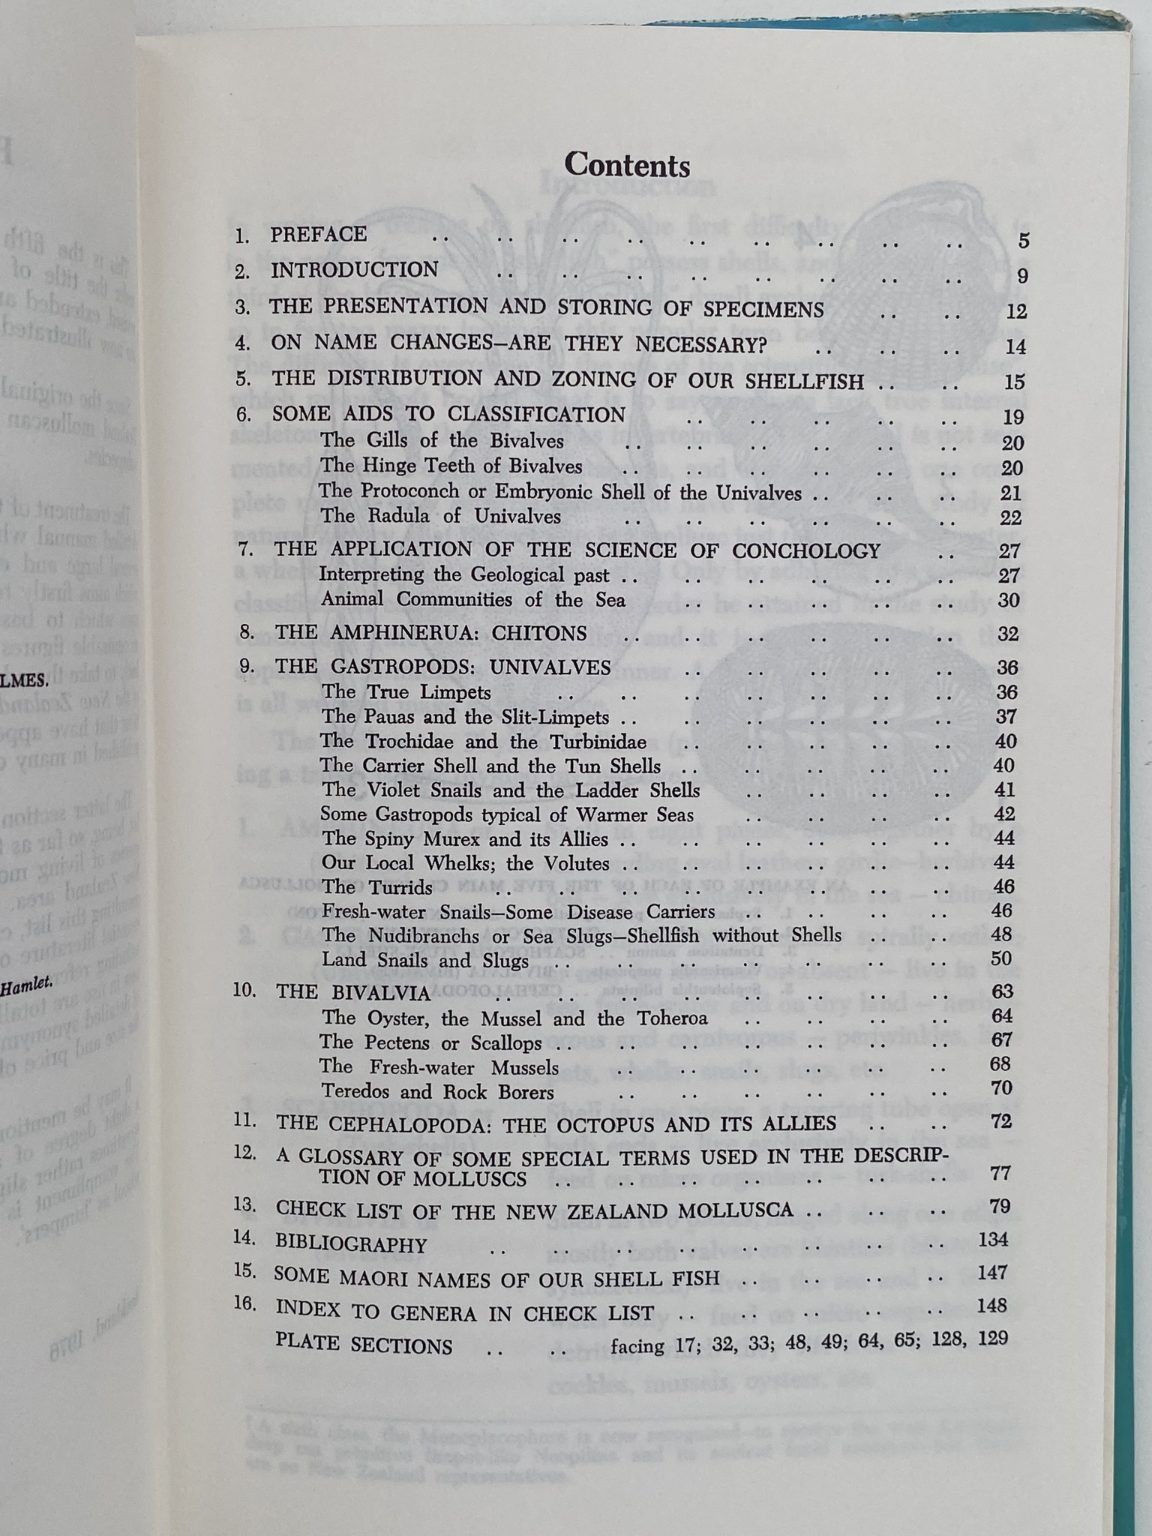 Contents
1. PREFACE .. .. .. .. .. .. .. .. .. 5
2. INTRODUCTION .. .. .. .. .. .. .. .. 9
3. THE PRESENTATION AND STORING OF SPECIMENS .. .. 12
4. ON NAME CHANGES—ARE THEY NECESSARY? .. .. .. 14
5. THE DISTRIBUTION AND ZONING OF OUR SHELLFISH .. .. 15
6. SOME AIDS TO CLASSIFICATION .. .. .. .. .. 19
The Gills of the Bivalves .. .. .. .. .. .. 20
The Hinge Teeth of Bivalves .. .. .. .. .. .. 20
The Protoconch or Embryonic Shell of the Univalves .. .. .. 21
The Radula of Univalves .. .. .. .. .. .. 22
7. THE APPLICATION OF THE SCIENCE OF CONCHOLOGY .. 27
Interpreting the Geological past .. .. .. .. .. .. 27
Animal Communities of the Sea .. .. .. .. .. 30
8. THE AMPHINERUA: CHITONS .. .. .. .. .. .. 32
9. THE GASTROPODS: UNIVALVES .. .. .. .. .. 36
The True Limpets .. .. .. .. .. .. .. 36
The Pauas and the Slit-Limpets .. .. .. .. .. .. 37
The Trochidae and the Turbinidae .. .. .. .. .. 40
The Carrier Shell and the Tun Shells .. .. .. .. .. 40
The Violet Snails and the Ladder Shells .. .. .. .. 41
Some Gastropods typical of Warmer Seas .. .. .. .. 42
The Spiny Murex and its Allies .. .. .. .. .. .. 44
Our Local Whelks; the Volutes .. .. .. .. .. .. 44
The Turrids .. .. .. .. .. .. .. .. 46
Fresh-water Snails—Some Disease Carriers .. .. .. .. 46
The Nudibranchs or Sea Slugs—Shellfish without Shells .. .. 48
Land Snails and Slugs .. .. .. .. .. .. .. 50
10. THE BIVALVIA .. .. .. .. .. .. .. .. 63
The Oyster, the Mussel and the Toheroa .. .. .. .. 64
The Pectens or Scallops .. .. .. .. .. .. .. 67
The Fresh-water Mussels .. .. .. .. .. .. 68
Teredos and Rock Borers .. .. .. .. .. .. 70
11. THE CEPHALOPODA: THE OCTOPUS AND ITS ALLIES .. .. 72
12. A GLOSSARY OF SOME SPECIAL TERMS USED IN THE DESCRIP-
TION OF MOLLUSCS .. .. .. .. .. .. .. 77
13. CHECK LIST OF THE NEW ZEALAND MOLLUSCA .. .. .. 79
14. BIBLIOGRAPHY .. .. .. .. .. .. .. .. 134
15. SOME MAORI NAMES OF OUR SHELL FISH .. .. .. .. 147
16. INDEX TO GENERA IN CHECK LIST .. .. .. .. .. 148
PLATE SECTIONS .. .. facing 17; 32, 33; 48, 49; 64, 65; 128, 129
LMES.
Hamlet.